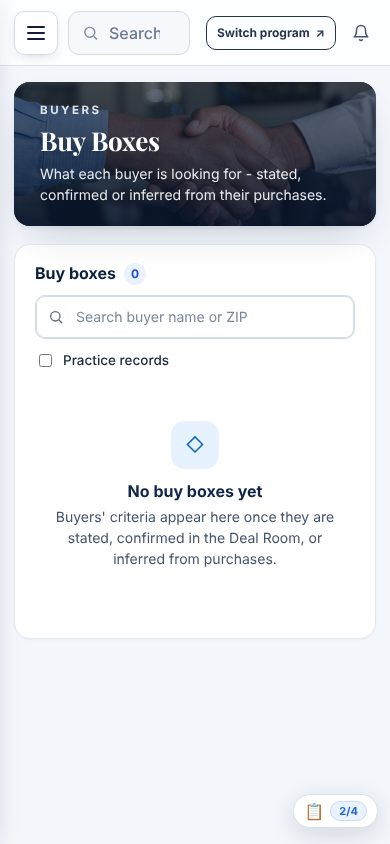 Search
Switch program
BUYERS
Buy Boxes
What each buyer is looking for - stated,
confirmed or inferred from their purchases.
Buy boxes 0
Search buyer name or ZIP
Practice records
No buy boxes yet
Buyers' criteria appear here once they are
stated, confirmed in the Deal Room, or
inferred from purchases.
2/4